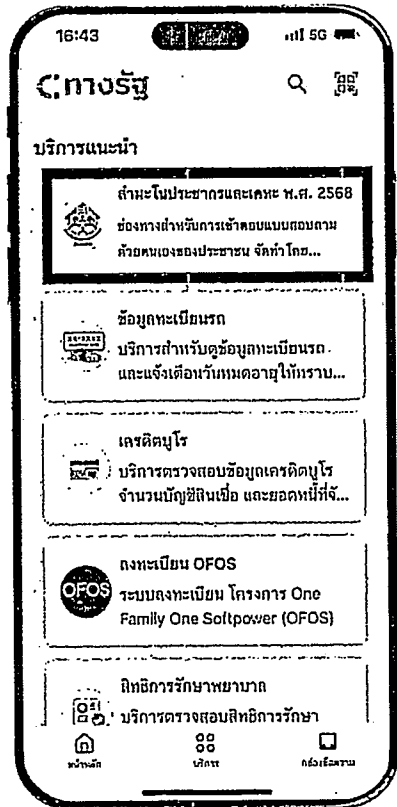 16:43
5G
ทางรัฐ
บริการแนะนำ
สำมะโนประชากรและเคหะ พ.ศ. 2568
ช่องทางสำหรับการเข้าตอบแบบสอบถาม
ด้วยตนเองของประชาชน จัดทำโดย...
ข้อมูลทะเบียนรถ
บริการสำหรับดูข้อมูลทะเบียนรถ
และแจ้งเตือนวันหมดอายุให้ทราบ...
เครดิตบูโร
บริการตรวจสอบข้อมูลเครดิตบูโร
จำนวนบัญชีสินเชื่อ และยอดหนี้ที่จั...
OFOS
ลงทะเบียน OFOS
ระบบลงทะเบียน โครงการ One
Family One Softpower (OFOS)
สิทธิการรักษาพยาบาล
บริการตรวจสอบสิทธิการรักษา
หน้าหลัก
บริการ
กล่องข้อความ